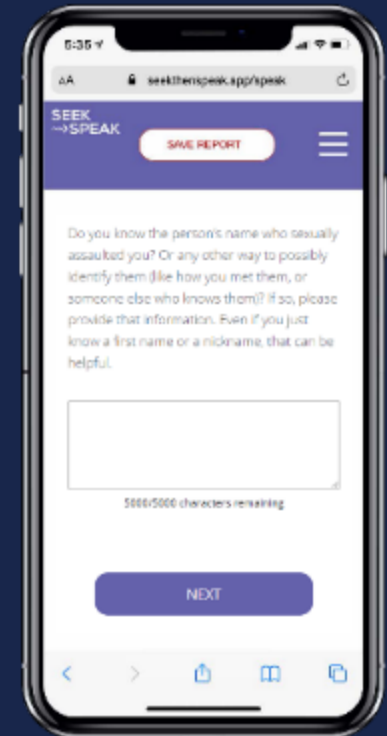 5:35
AA seekthenspeak.app/speak
SEEK
SPEAK
SAVE REPORT
Do you know the person's name who sexually
assaulted you? Or any other way to possibly
identify them (like how you met them, or
someone else who knows them)? If so, please
provide that information. Even if you just
know a first name or a nickname, that can be
helpful.
5000/5000 characters remaining
NEXT